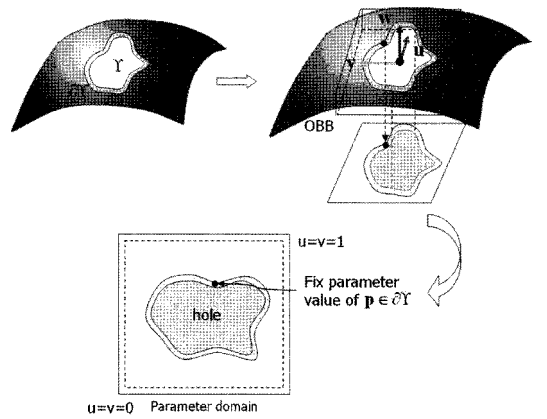 ϒ
∂ϒ
w
u
v
OBB
u=v=1
Fix parameter
value of p ∈ ∂ϒ
hole
u=v=0 Parameter domain